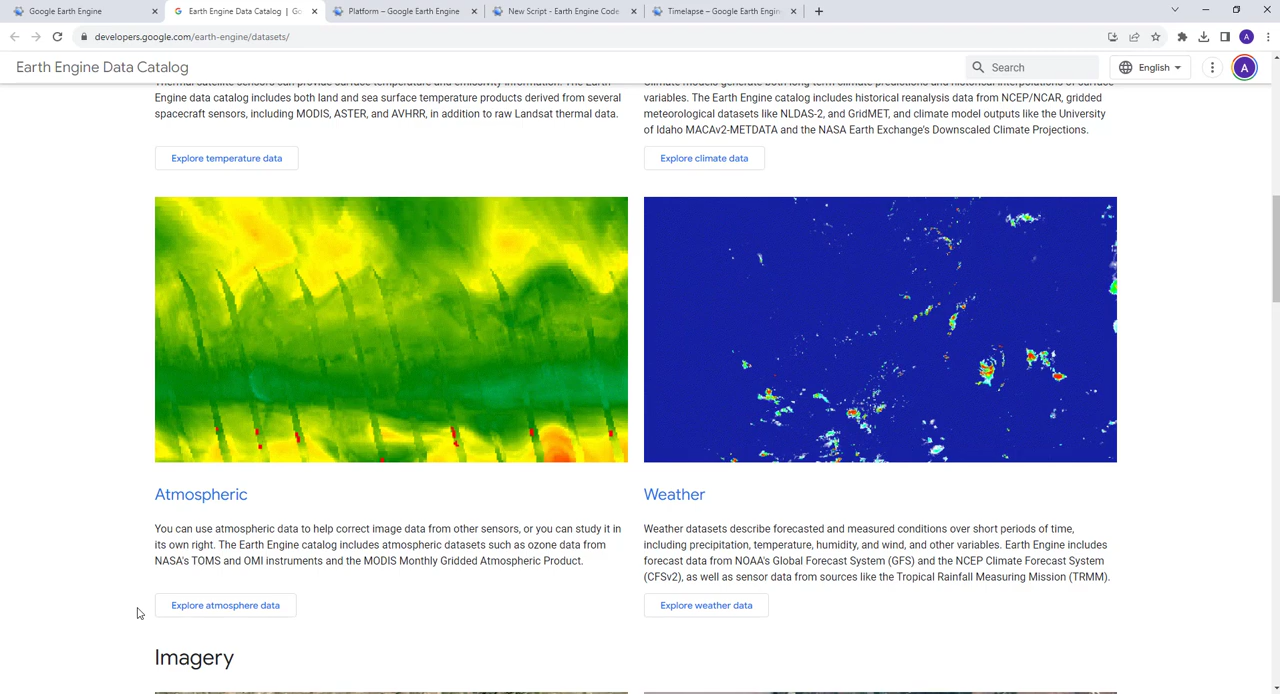 Google Earth Engine
Earth Engine Data Catalog | Go
Platform – Google Earth Engine
New Script - Earth Engine Code
Timelapse – Google Earth Engin
developers.google.com/earth-engine/datasets/
A
Earth Engine Data Catalog
Search
English
A
Engine data catalog includes both land and sea surface temperature products derived from several
spacecraft sensors, including MODIS, ASTER, and AVHRR, in addition to raw Landsat thermal data.
Explore temperature data
variables. The Earth Engine catalog includes historical reanalysis data from NCEP/NCAR, gridded
meteorological datasets like NLDAS-2, and GridMET, and climate model outputs like the University
of Idaho MACAv2-METDATA and the NASA Earth Exchange's Downscaled Climate Projections.
Explore climate data
Atmospheric
You can use atmospheric data to help correct image data from other sensors, or you can study it in
its own right. The Earth Engine catalog includes atmospheric datasets such as ozone data from
NASA's TOMS and OMI instruments and the MODIS Monthly Gridded Atmospheric Product.
Explore atmosphere data
Weather
Weather datasets describe forecasted and measured conditions over short periods of time,
including precipitation, temperature, humidity, and wind, and other variables. Earth Engine includes
forecast data from NOAA's Global Forecast System (GFS) and the NCEP Climate Forecast System
(CFSv2), as well as sensor data from sources like the Tropical Rainfall Measuring Mission (TRMM).
Explore weather data
Imagery